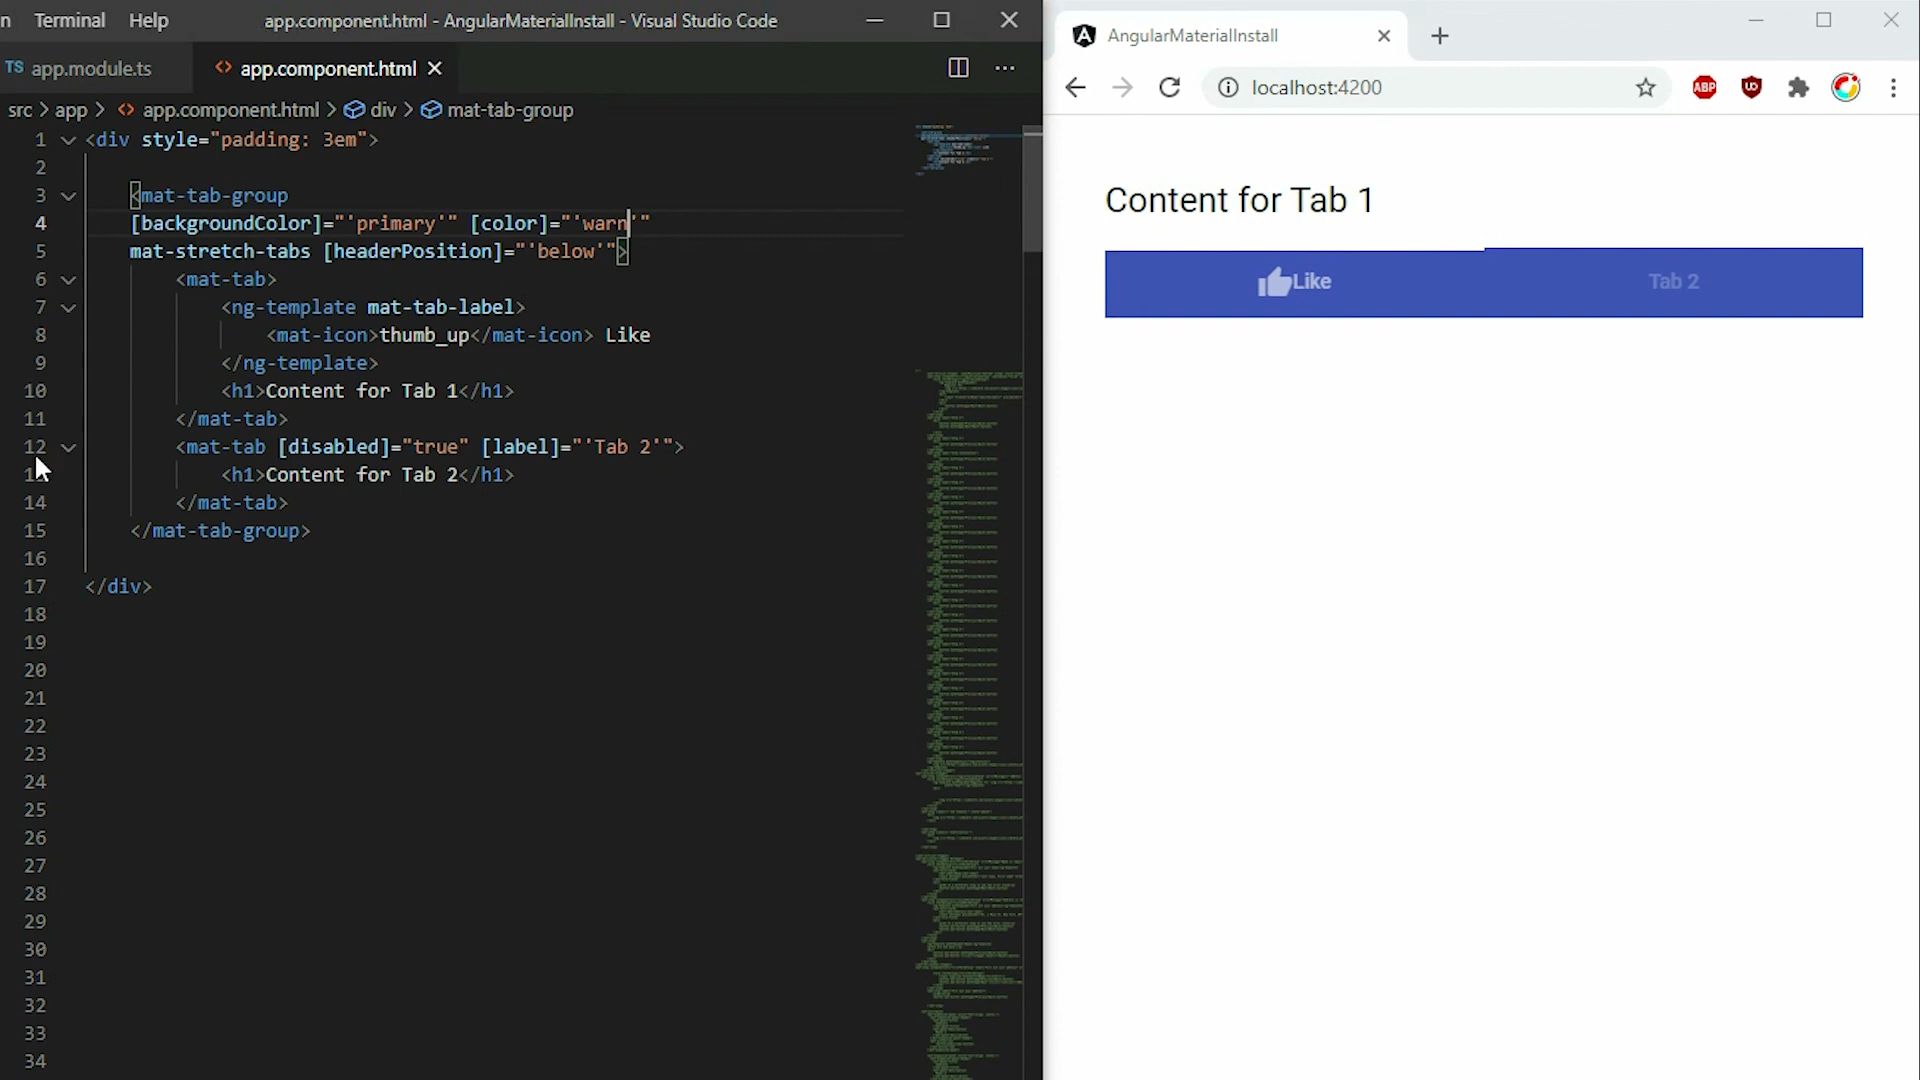 n Terminal Help app.component.html - AngularMaterialInstall - Visual Studio Code
TS app.module.ts <> app.component.html
src > app > <> app.component.html > div > mat-tab-group
1 <div style="padding: 3em">
2
3 <mat-tab-group
4 [backgroundColor]="'primary'" [color]="'warn'"
5 mat-stretch-tabs [headerPosition]="'below'">
6 <mat-tab>
7 <ng-template mat-tab-label>
8 <mat-icon>thumb_up</mat-icon> Like
9 </ng-template>
10 <h1>Content for Tab 1</h1>
11 </mat-tab>
12 <mat-tab [disabled]="true" [label]="'Tab 2'">
13 <h1>Content for Tab 2</h1>
14 </mat-tab>
15 </mat-tab-group>
16
17 </div>
18
19
20
21
22
23
24
25
26
27
28
29
30
31
32
33
34
AngularMaterialInstall
localhost:4200
ABP
Content for Tab 1
Like Tab 2